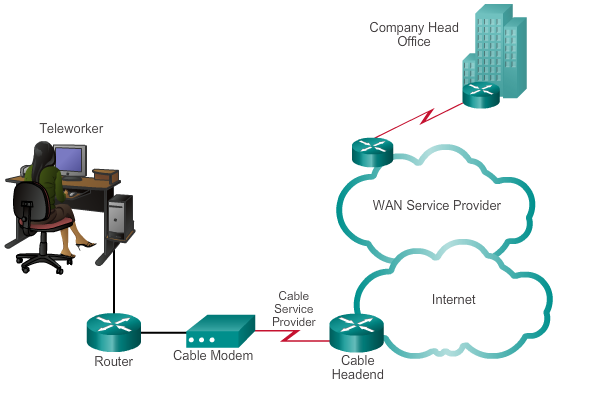 Company Head
Office
Teleworker
WAN Service Provider
Internet
Cable
Service
Provider
Router
Cable Modem
Cable
Headend